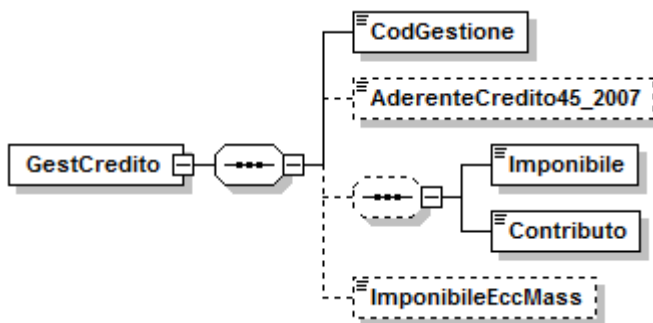 CodGestione
AderenteCredito45_2007
GestCredito
Imponibile
Contributo
ImponibileEccMass